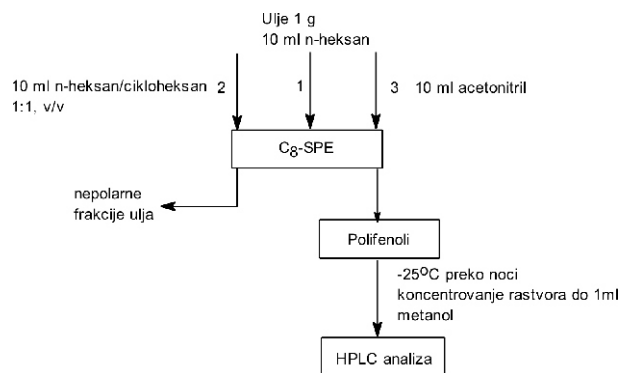 Ulje 1 g
10 ml n-heksan
10 ml n-heksan/cikloheksan 2
1:1, v/v
1
3 10 ml acetonitril
C8-SPE
nepolarne
frakcije ulja
Polifenoli
-25°C preko noci
koncentrovanje rastvora do 1ml
metanol
HPLC analiza